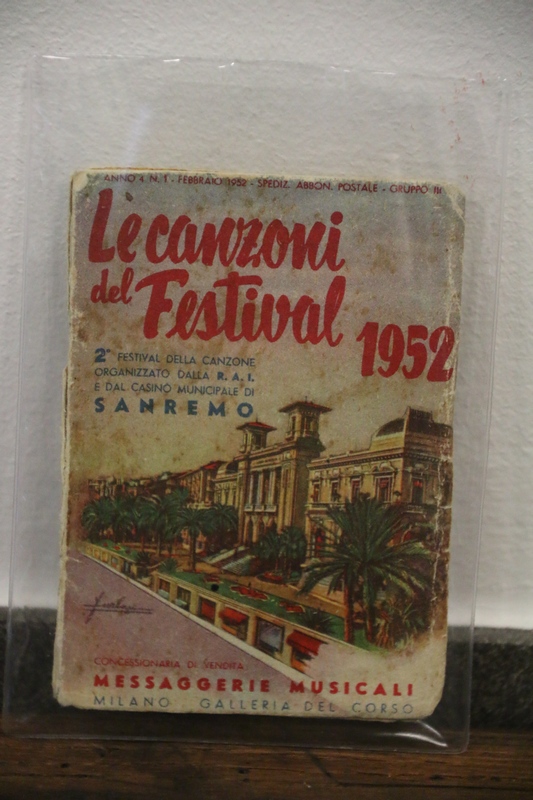 ANNO 4 N. 1 - FEBBRAIO 1952 - SPEDIZ. ABBON. POSTALE - GRUPPO III
Le canzoni
del Festival 1952
2° FESTIVAL DELLA CANZONE
ORGANIZZATO DALLA R.A.I.
E DAL CASINO MUNICIPALE DI
SANREMO
CONCESSIONARIA DI VENDITA
MESSAGGERIE MUSICALI
MILANO GALLERIA DEL CORSO